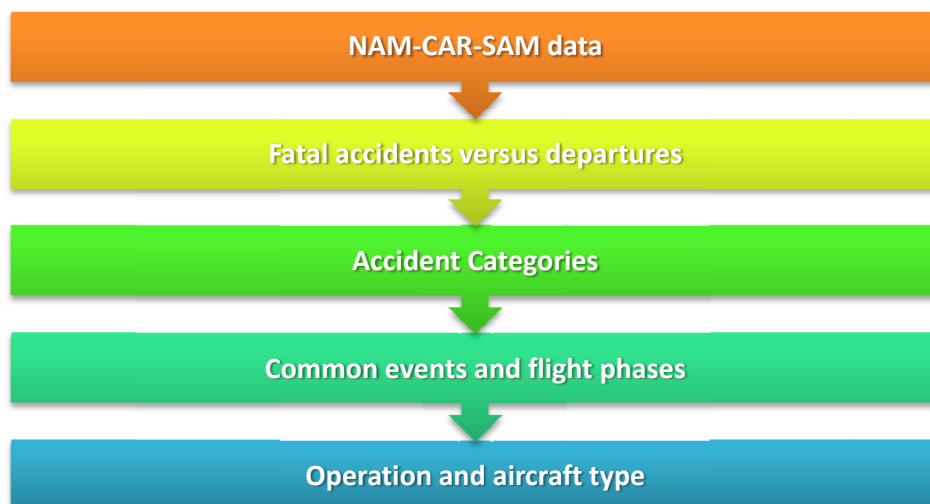 NAM-CAR-SAM data
Fatal accidents versus departures
Accident Categories
Common events and flight phases
Operation and aircraft type